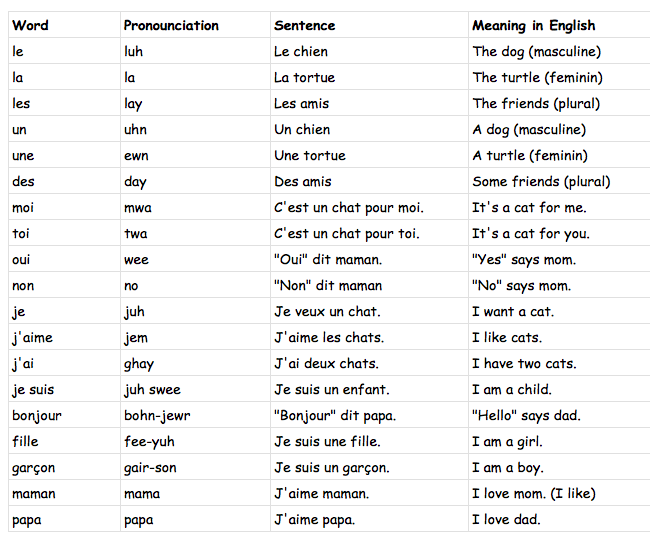 Word Pronounciation Sentence Meaning in English
le luh Le chien The dog (masculine)
la la La tortue The turtle (feminin)
les lay Les amis The friends (plural)
un uhn Un chien A dog (masculine)
une ewn Une tortue A turtle (feminin)
des day Des amis Some friends (plural)
moi mwa C'est un chat pour moi. It's a cat for me.
toi twa C'est un chat pour toi. It's a cat for you.
oui wee "Oui" dit maman. "Yes" says mom.
non no "Non" dit maman "No" says mom.
je juh Je veux un chat. I want a cat.
j'aime jem J'aime les chats. I like cats.
j'ai ghay J'ai deux chats. I have two cats.
je suis juh swee Je suis un enfant. I am a child.
bonjour bohn-jewr "Bonjour" dit papa. "Hello" says dad.
fille fee-yuh Je suis une fille. I am a girl.
garçon gair-son Je suis un garçon. I am a boy.
maman mama J'aime maman. I love mom. (I like)
papa papa J'aime papa. I love dad.